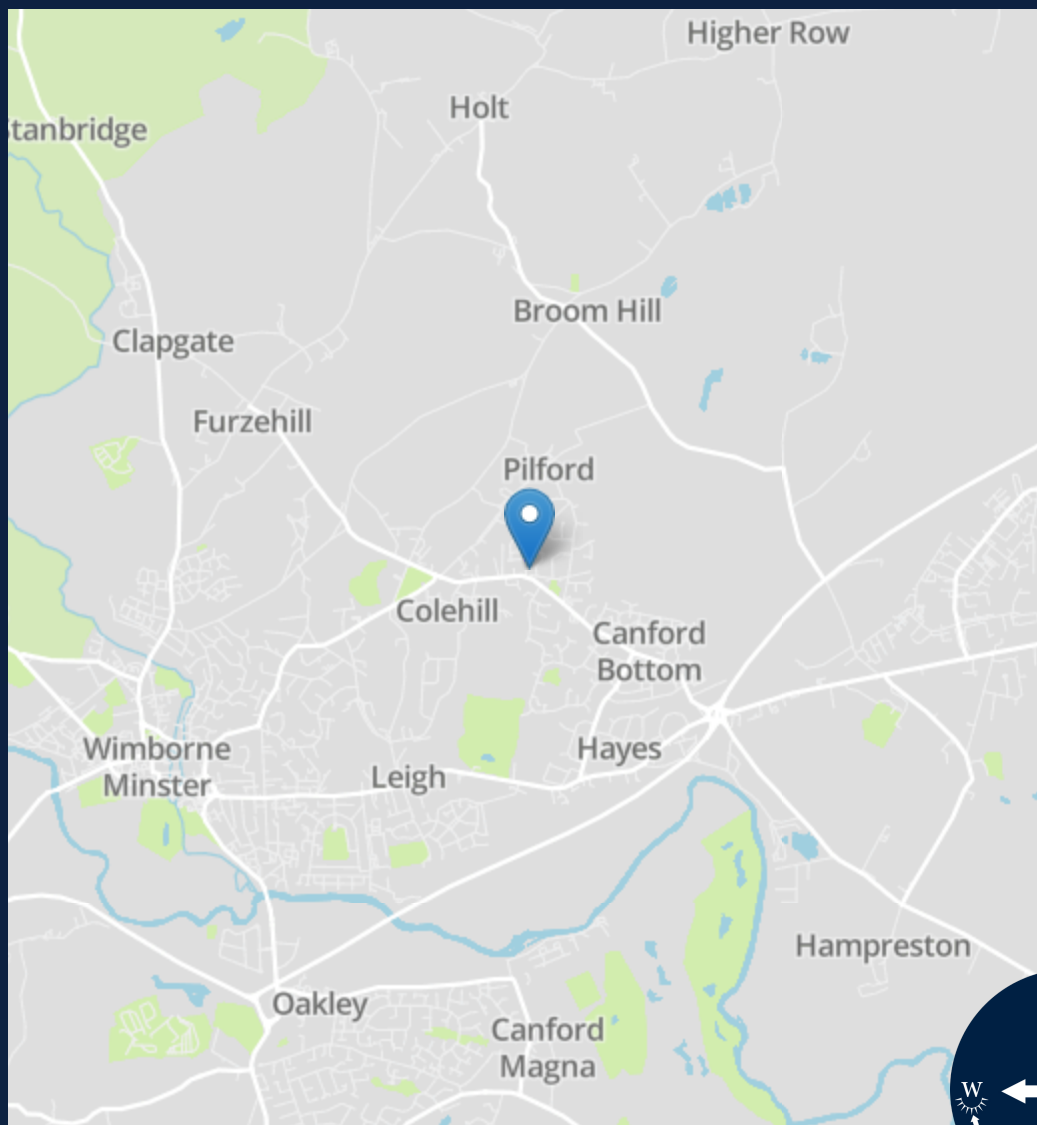 Higher Row
Holt
Stanbridge
Broom Hill
Clapgate
Furzehill
Pilford
Colehill
Canford
Bottom
Wimborne
Minster
Leigh
Hayes
Hampreston
Oakley
Canford
Magna
W